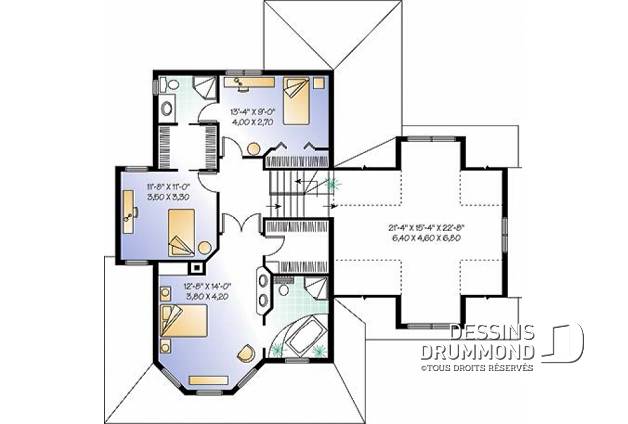 13'-4" X 9'-0"
4,00 X 2,70
11'-8" X 11'-0"
3,50 X 3,30
21'-4" X 15'-4" X 22'-8"
6,40 X 4,60 X 6,80
12'-8" X 14'-0"
3,80 X 4,20
DESSINS
DRUMMOND
©TOUS DROITS RÉSERVÉS